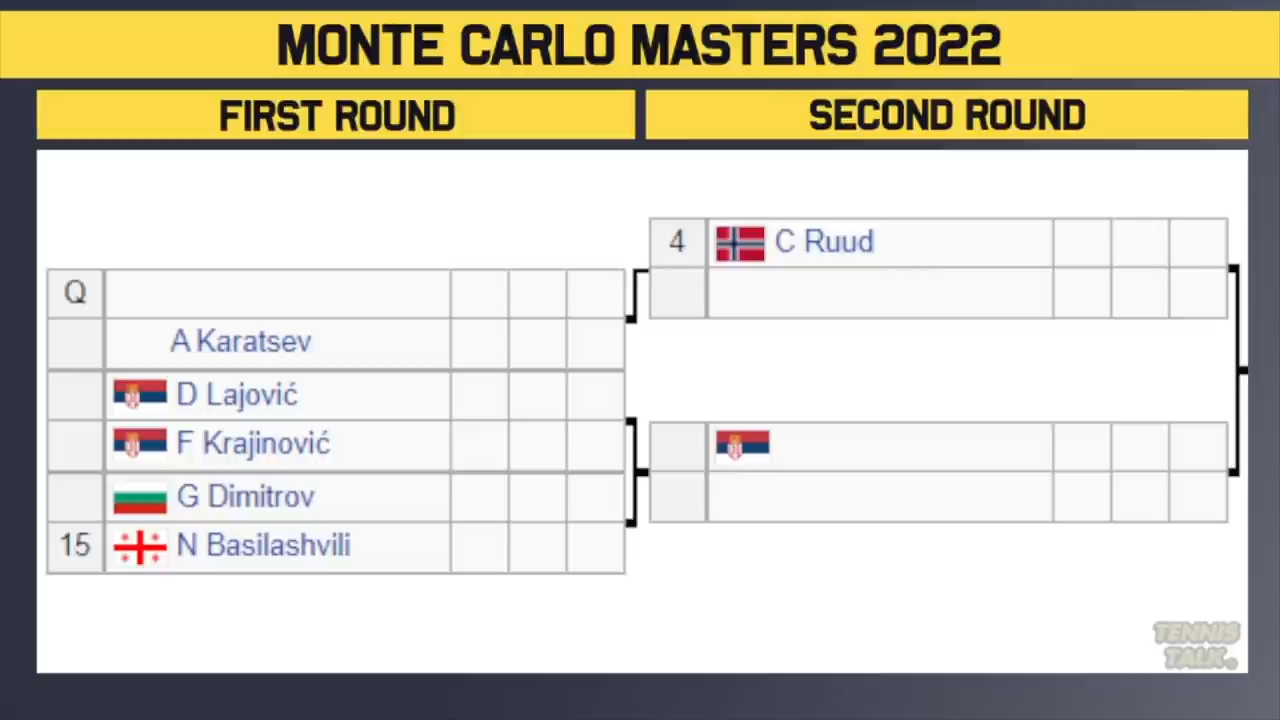 MONTE CARLO MASTERS 2022
FIRST ROUND
SECOND ROUND
4 C Ruud
Q
A Karatsev
D Lajović
F Krajinović
G Dimitrov
15 N Basilashvili
TENNIS
TALK